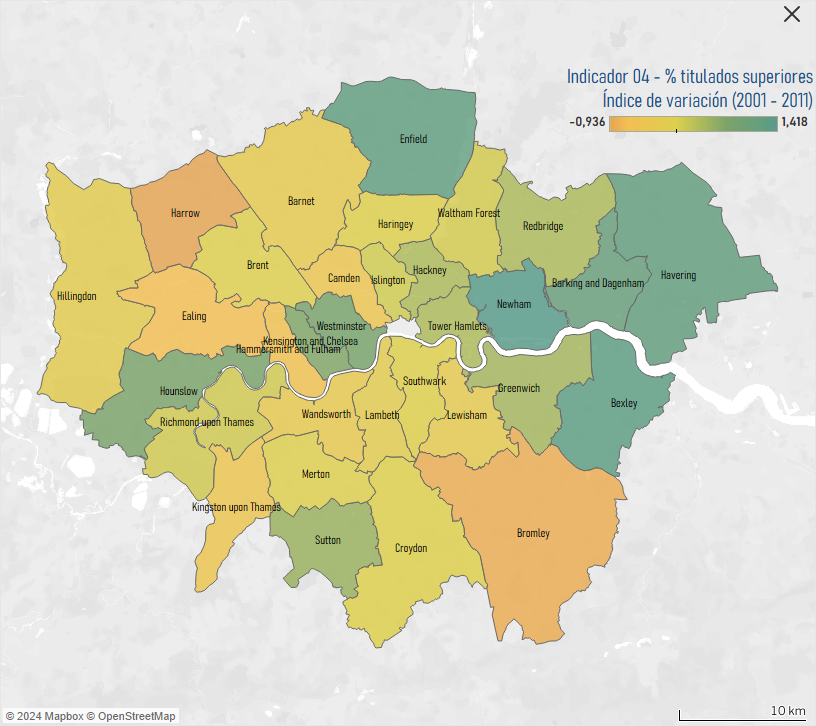 Indicador 04 - % titulados superiores
Índice de variación (2001 - 2011)
-0,936 1,418
Enfield
Barnet
Harrow
Haringey
Waltham Forest
Redbridge
Brent
Camden
Islington
Hackney
Havering
Barking and Dagenham
Hillingdon
Newham
Ealing
Westminster
Tower Hamlets
Kensington and Chelsea
Hammersmith and Fulham
Hounslow
Southwark
Greenwich
Bexley
Richmond upon Thames
Wandsworth
Lambeth
Lewisham
Merton
Kingston upon Thames
Sutton
Croydon
Bromley
10 km
© 2024 Mapbox © OpenStreetMap